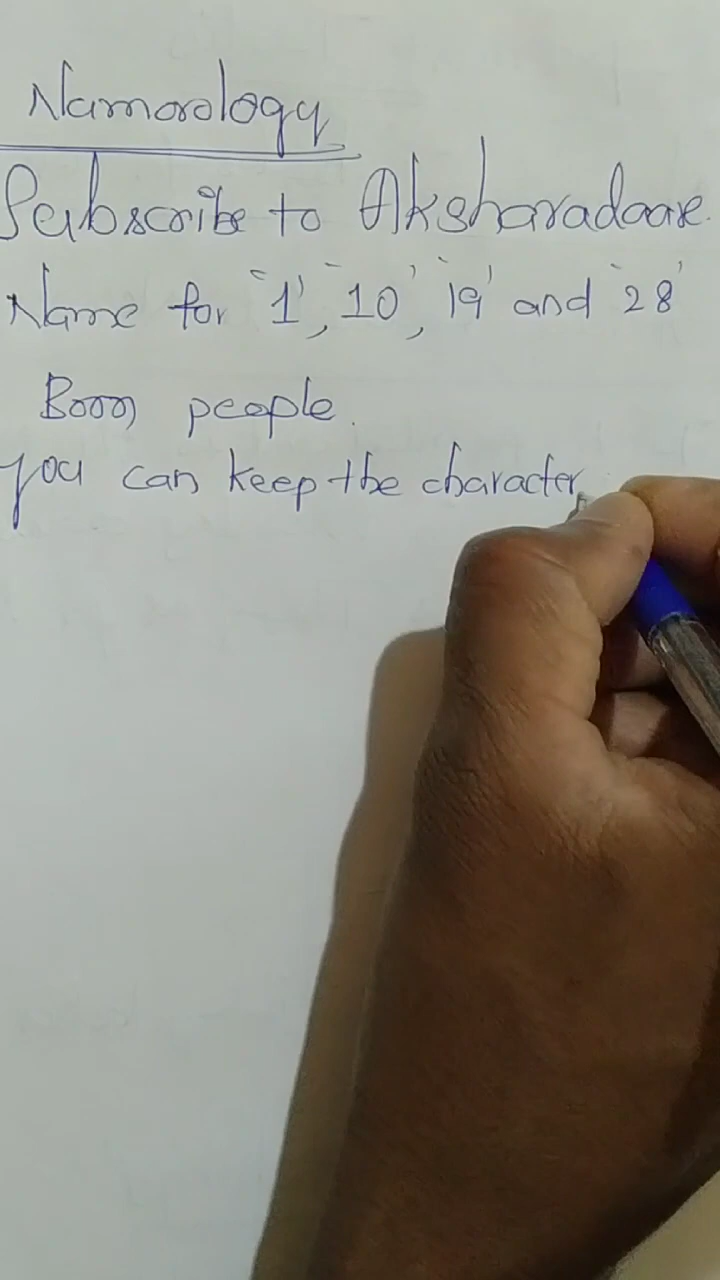 Namorology
Subscribe to Aksharadaare.
Name for '1', '10', '19' and '28'
Born people.
you can keep the character